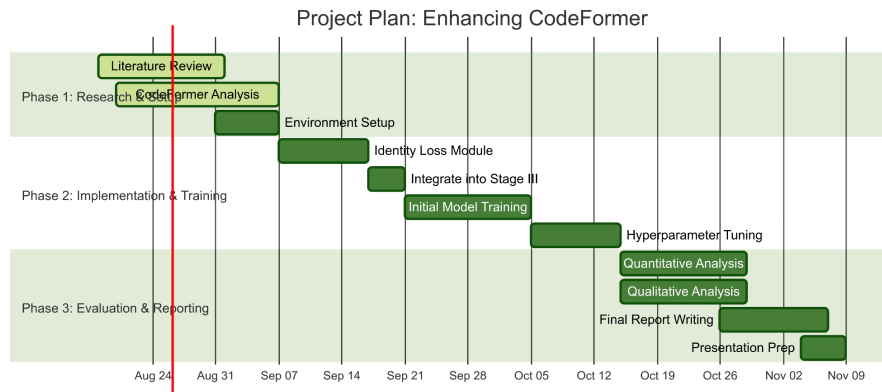 Project Plan: Enhancing CodeFormer
Literature Review
CodeFormer Analysis
Phase 1: Research & Setup
Environment Setup
Identity Loss Module
Integrate into Stage III
Phase 2: Implementation & Training
Initial Model Training
Hyperparameter Tuning
Quantitative Analysis
Qualitative Analysis
Phase 3: Evaluation & Reporting
Final Report Writing
Presentation Prep
Aug 24 Aug 31 Sep 07 Sep 14 Sep 21 Sep 28 Oct 05 Oct 12 Oct 19 Oct 26 Nov 02 Nov 09